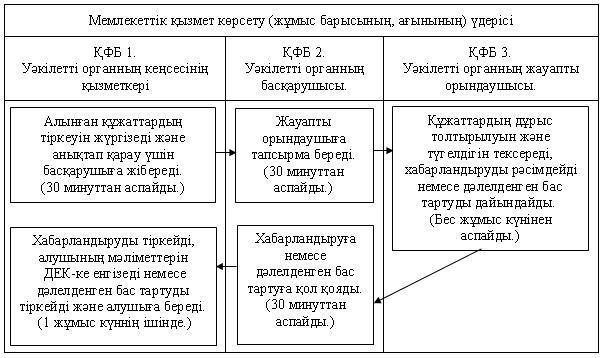 Мемлекеттік қызмет көрсету (жұмыс барысының, ағынының) үдерісі
ҚФБ 1.
Уәкілетті органның кеңсесінің
қызметкері
ҚФБ 2.
Уәкілетті органның
басқарушысы.
ҚФБ 3.
Уәкілетті органның жауапты
орындаушысы.
Алынған құжаттардың
тіркеуін жүргізеді және
анықтап қарау үшін
басқарушыға жібереді.
(30 минуттан аспайды.)
Жауапты
орындаушыға
тапсырма береді.
(30 минуттан
аспайды.)
Құжаттардың дұрыс
толтырылуын және
түгелдігін тексереді,
хабарландыруды рәсімдейді
немесе дәлелденген бас
тартуды дайындайды.
(Бес жұмыс күнінен
аспайды.)
Хабарландыруды тіркейді,
алушының мәліметтерін
ДЕК-ке енгізеді немесе
дәлелденген бас тартуды
тіркейді және алушыға береді.
(1 жұмыс күннің ішінде.)
Хабарландыруға
немесе
дәлелденген бас
тартуға қол қояды.
(30 минуттан
аспайды.)